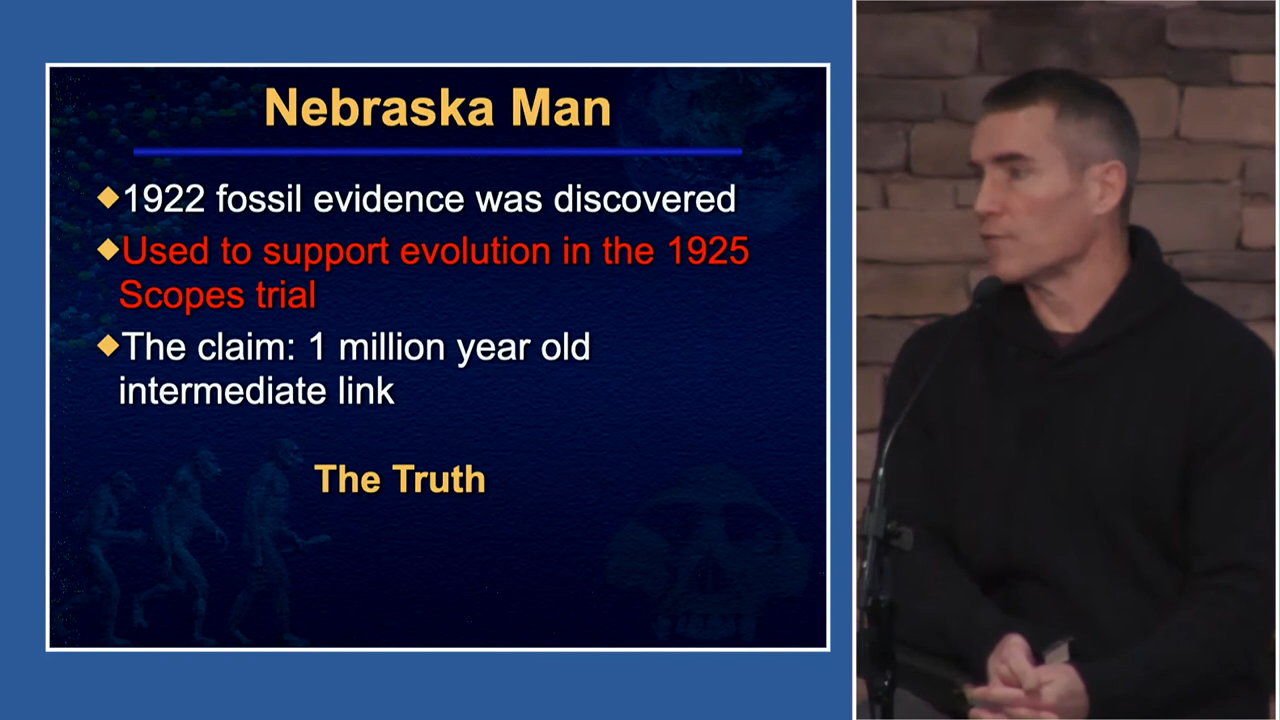 Nebraska Man
1922 fossil evidence was discovered
Used to support evolution in the 1925
Scopes trial
The claim: 1 million year old
intermediate link
The Truth